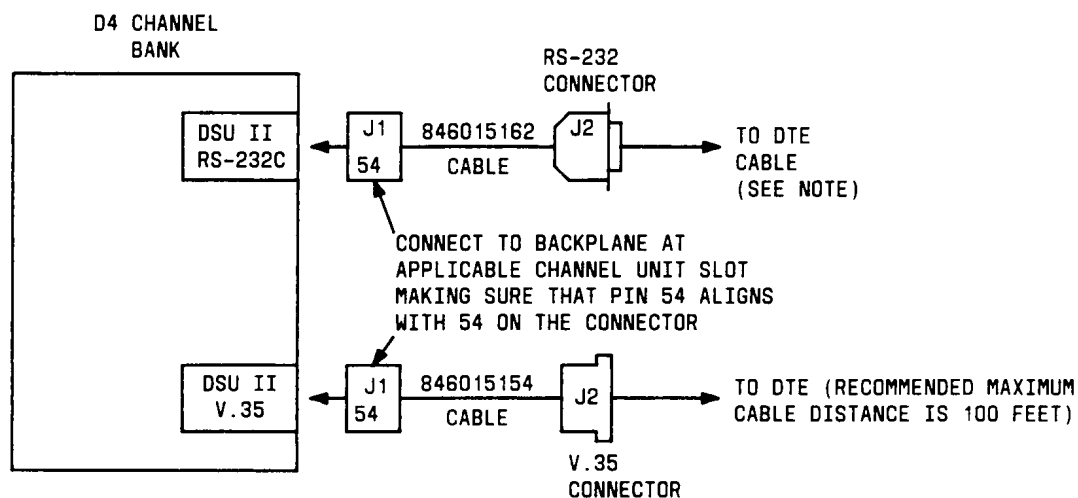 D4 CHANNEL
BANK
RS-232
CONNECTOR
DSU II
RS-232C
J1
54
846015162
CABLE
J2
TO DTE
CABLE
(SEE NOTE)
CONNECT TO BACKPLANE AT
APPLICABLE CHANNEL UNIT SLOT
MAKING SURE THAT PIN 54 ALIGNS
WITH 54 ON THE CONNECTOR
DSU II
V.35
J1
54
846015154
CABLE
J2
TO DTE (RECOMMENDED MAXIMUM
CABLE DISTANCE IS 100 FEET)
V.35
CONNECTOR